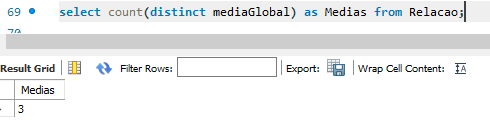 69 select count(distinct mediaGlobal) as Medias from Relacao;
70
Result Grid Filter Rows: Export: Wrap Cell Content: IA
Medias
3